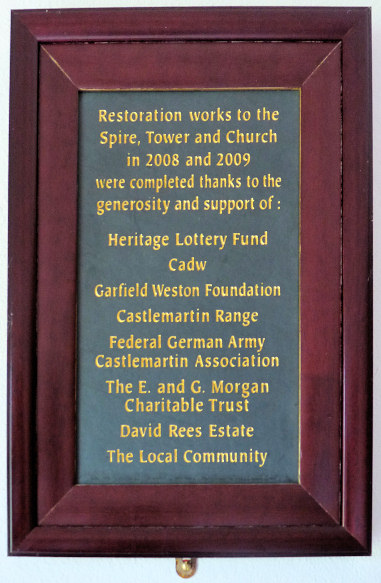 Restoration works to the
Spire, Tower and Church
in 2008 and 2009
were completed thanks to the
generosity and support of :
Heritage Lottery Fund
Cadw
Garfield Weston Foundation
Castlemartin Range
Federal German Army
Castlemartin Association
The E. and G. Morgan
Charitable Trust
David Rees Estate
The Local Community